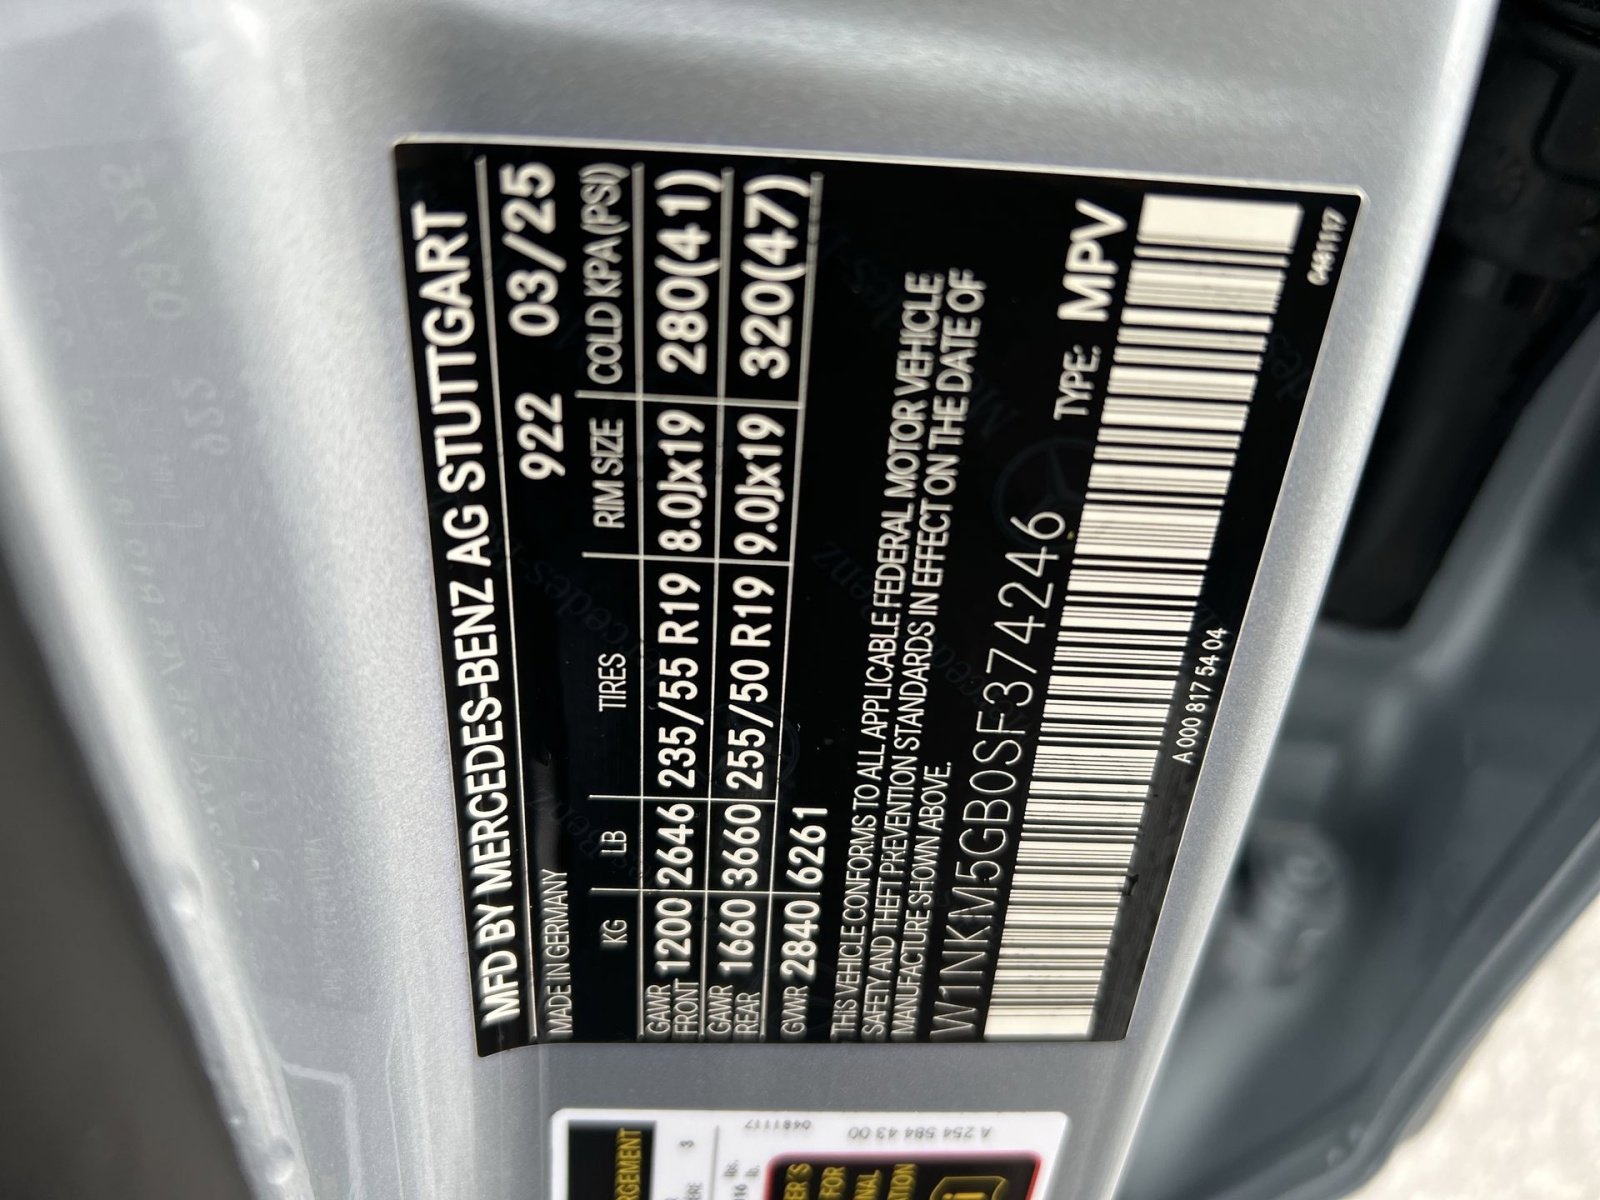 MFD BY MERCEDES-BENZ AG STUTTGART
MADE IN GERMANY 922 03/25
KG LB TIRES RIM SIZE COLD KPA(PSI)
GAWR FRONT 1200 2646 235/55 R19 8.0Jx19 280(41)
GAWR REAR 1660 3660 255/50 R19 9.0Jx19 320(47)
GVWR 2840 6261
THIS VEHICLE CONFORMS TO ALL APPLICABLE FEDERAL MOTOR VEHICLE
SAFETY AND THEFT PREVENTION STANDARDS IN EFFECT ON THE DATE OF
MANUFACTURE SHOWN ABOVE.
W1NKM5GB0SF374246 TYPE: MPV
A 000 817 54 04
0481117
A 254 584 43 00 0481117